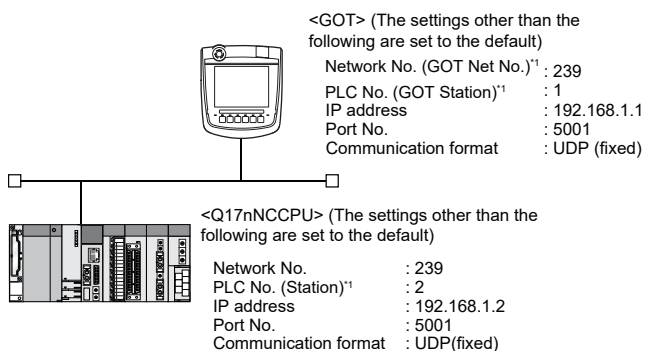 <GOT> (The settings other than the
following are set to the default)
Network No. (GOT Net No.)*1 : 239
PLC No. (GOT Station)*1 : 1
IP address : 192.168.1.1
Port No. : 5001
Communication format : UDP (fixed)
<Q17nNCCPU> (The settings other than the
following are set to the default)
Network No. : 239
PLC No. (Station)*1 : 2
IP address : 192.168.1.2
Port No. : 5001
Communication format : UDP(fixed)